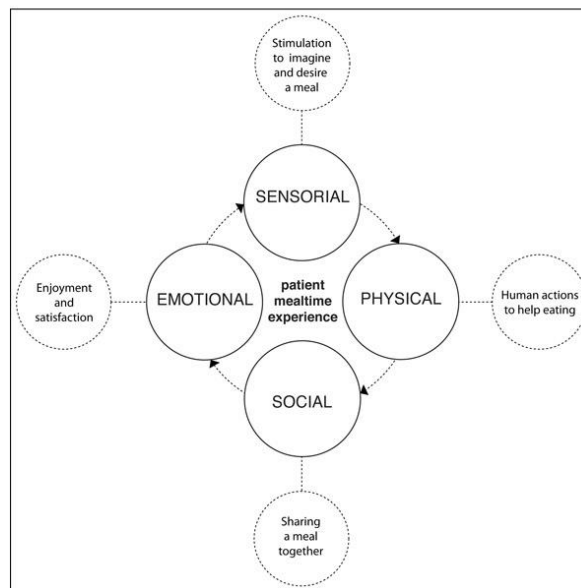 Stimulation
to imagine
and desire
a meal
SENSORIAL
Enjoyment
and
satisfaction
EMOTIONAL
patient
mealtime
experience
PHYSICAL
Human actions
to help eating
SOCIAL
Sharing
a meal
together